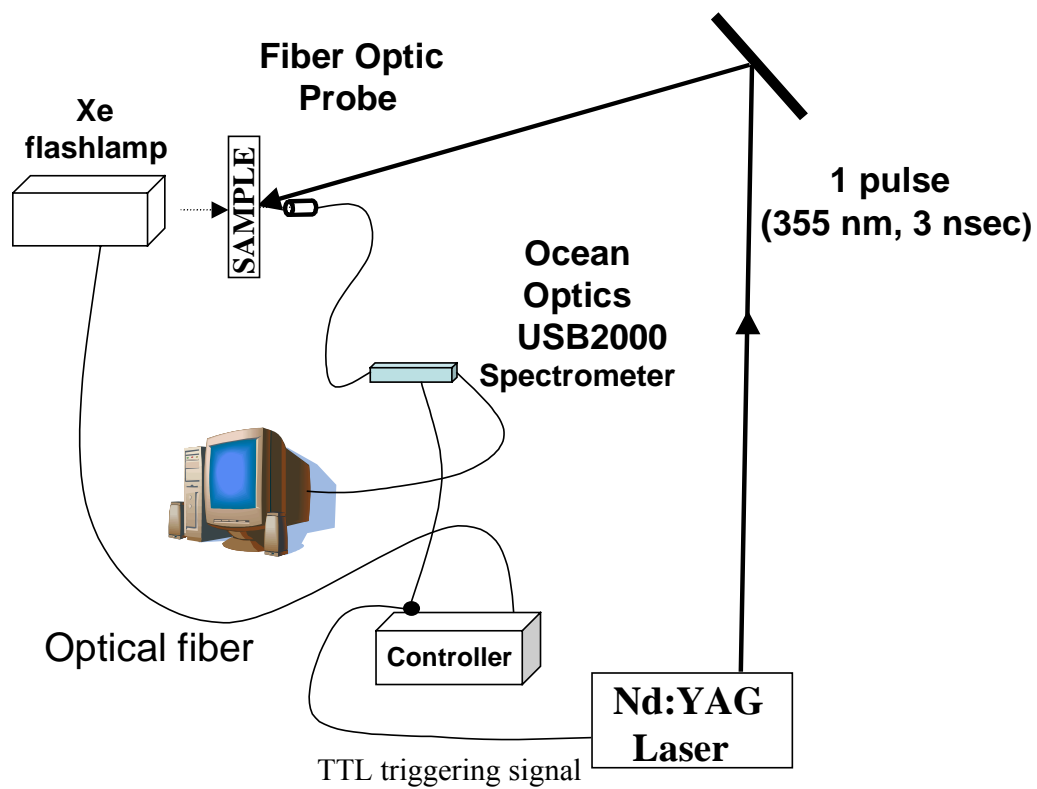 Fiber Optic
Probe
Xe
flashlamp
SAMPLE
1 pulse
(355 nm, 3 nsec)
Ocean
Optics
USB2000
Spectrometer
Optical fiber
Controller
Nd:YAG
Laser
TTL triggering signal